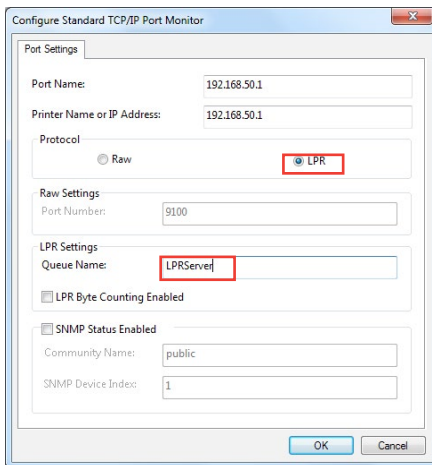 Configure Standard TCP/IP Port Monitor
Port Settings
Port Name: 192.168.50.1
Printer Name or IP Address: 192.168.50.1
Protocol
Raw LPR
Raw Settings
Port Number: 9100
LPR Settings
Queue Name: LPRServer
LPR Byte Counting Enabled
SNMP Status Enabled
Community Name: public
SNMP Device Index: 1
OK Cancel